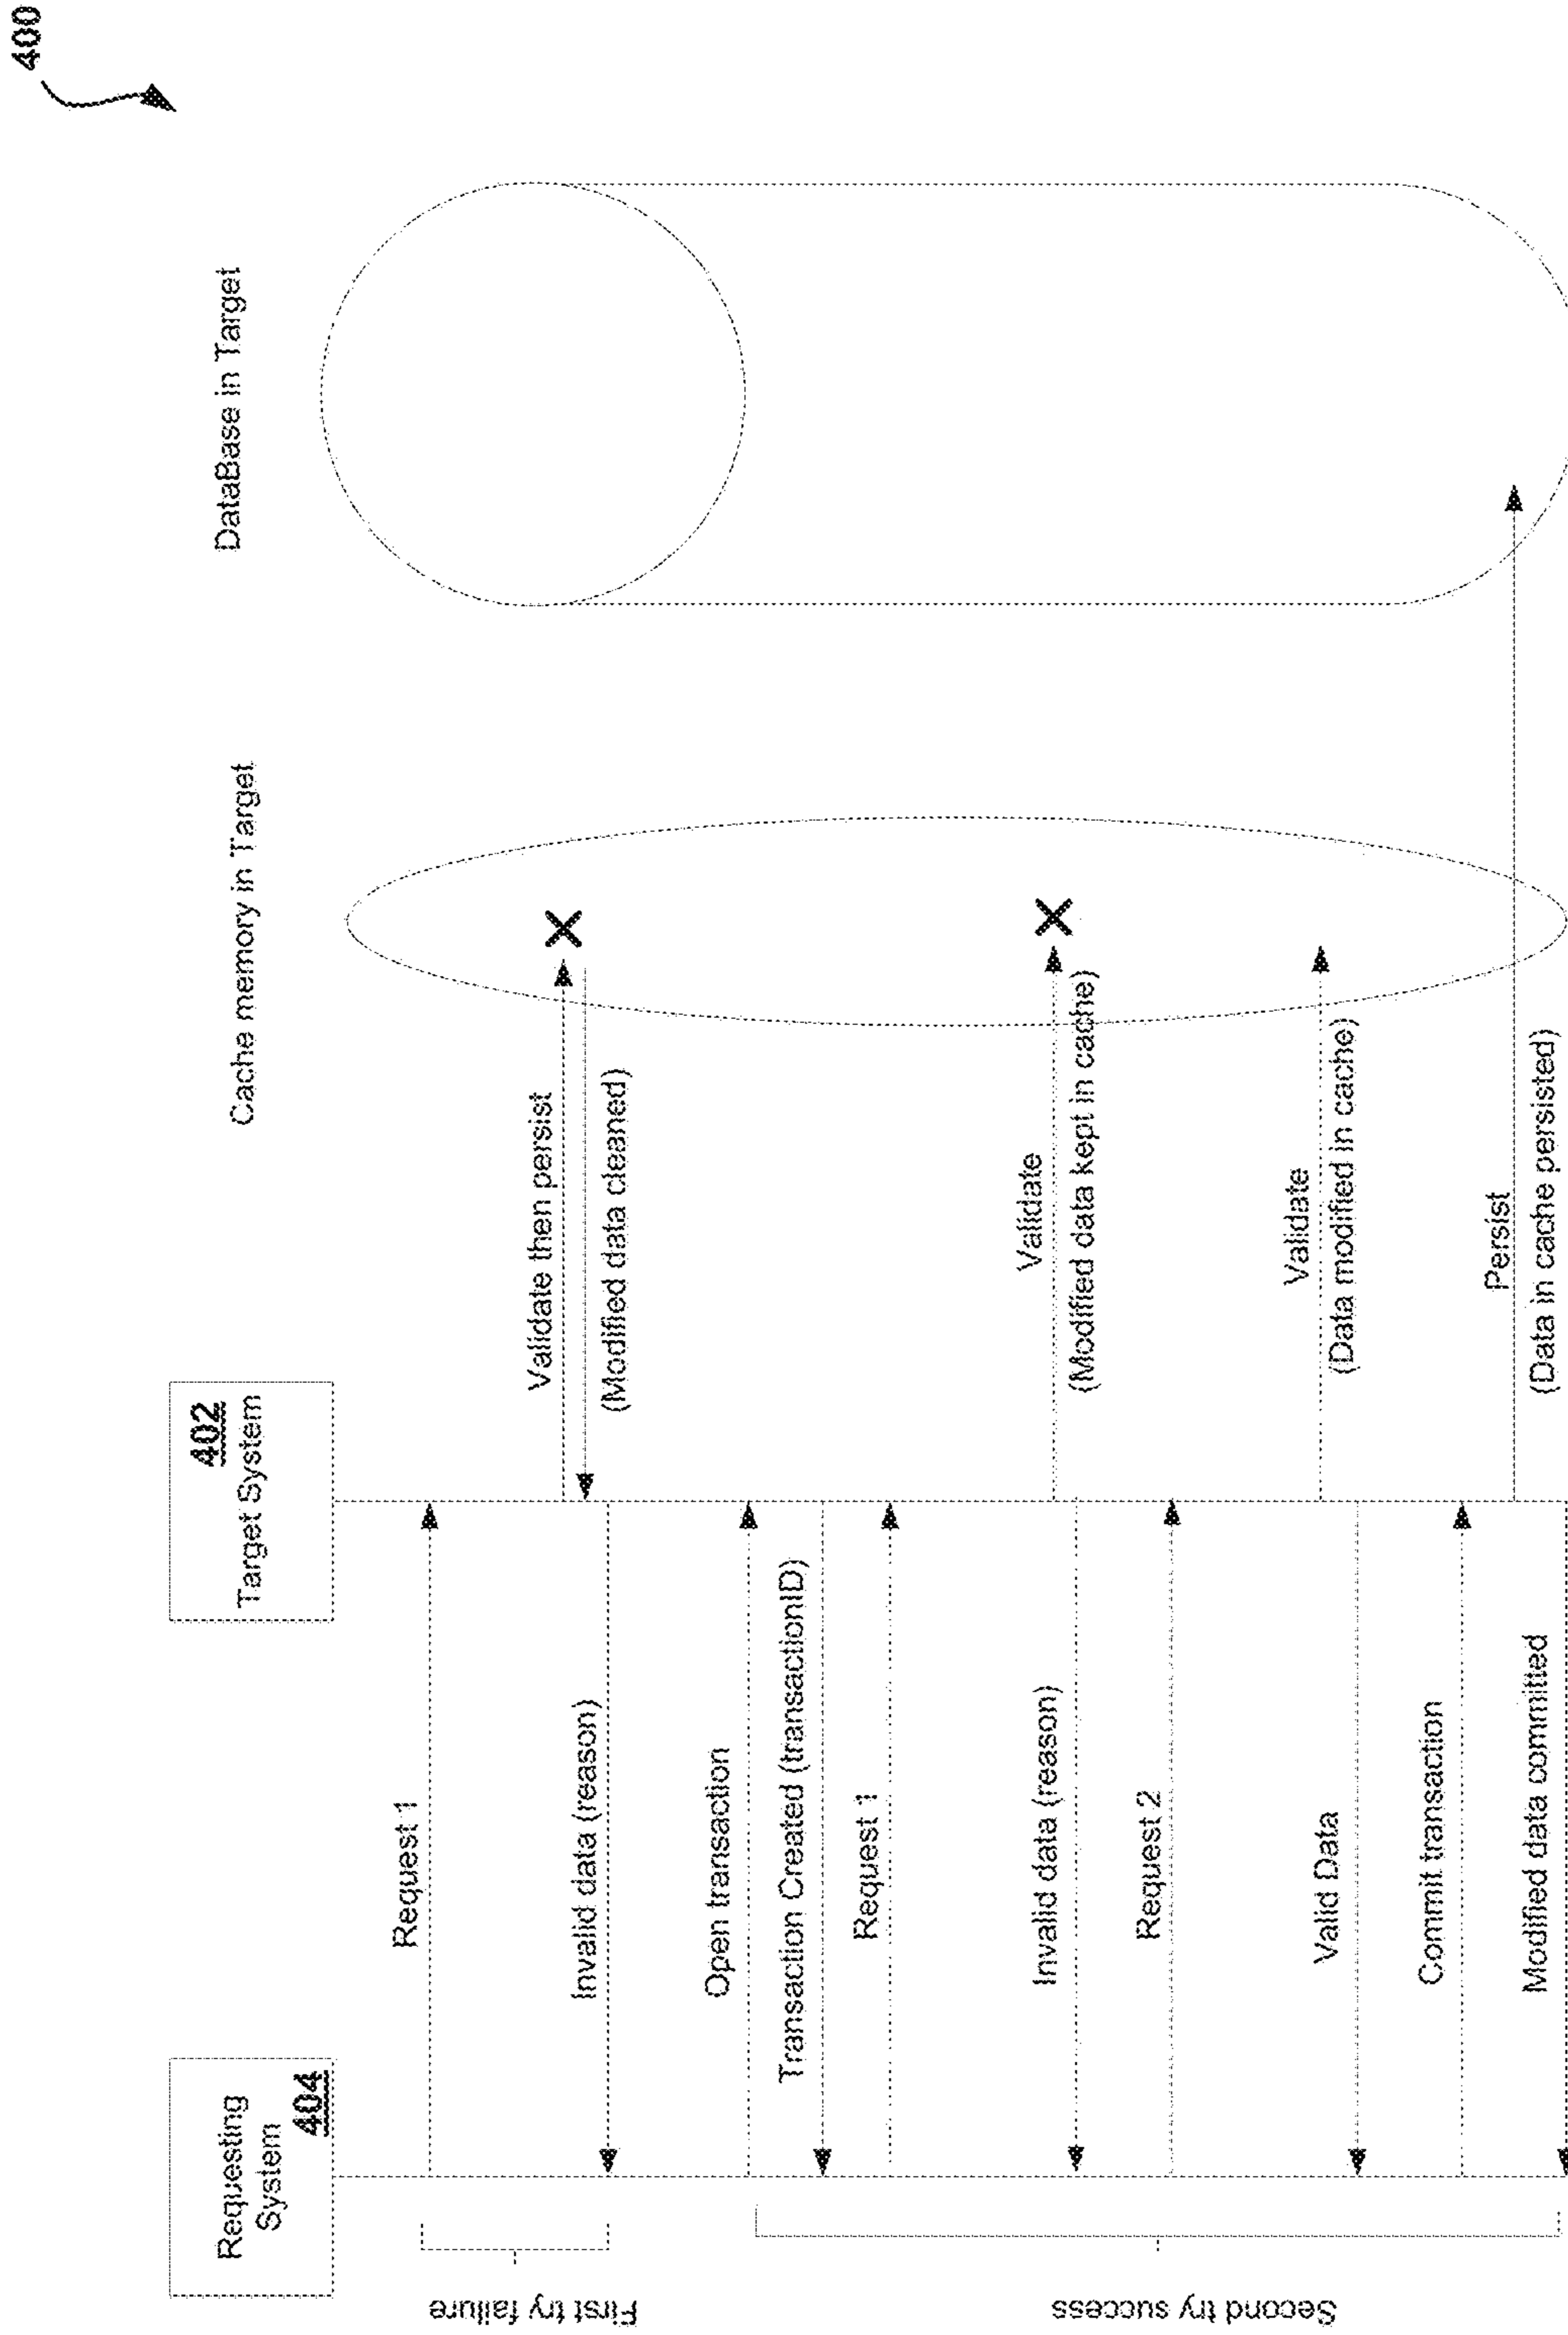 400
Requesting
System
404
402
Target System
Cache memory in Target
DataBase in Target
First try failure
Request 1
Validate then persist
(Modified data cleaned)
Invalid data (reason)
Second try success
Open transaction
Transaction Created (transactionID)
Request 1
Validate
(Modified data kept in cache)
Invalid data (reason)
Request 2
Validate
(Data modified in cache)
Valid Data
Commit transaction
Persist
(Data in cache persisted)
Modified data committed